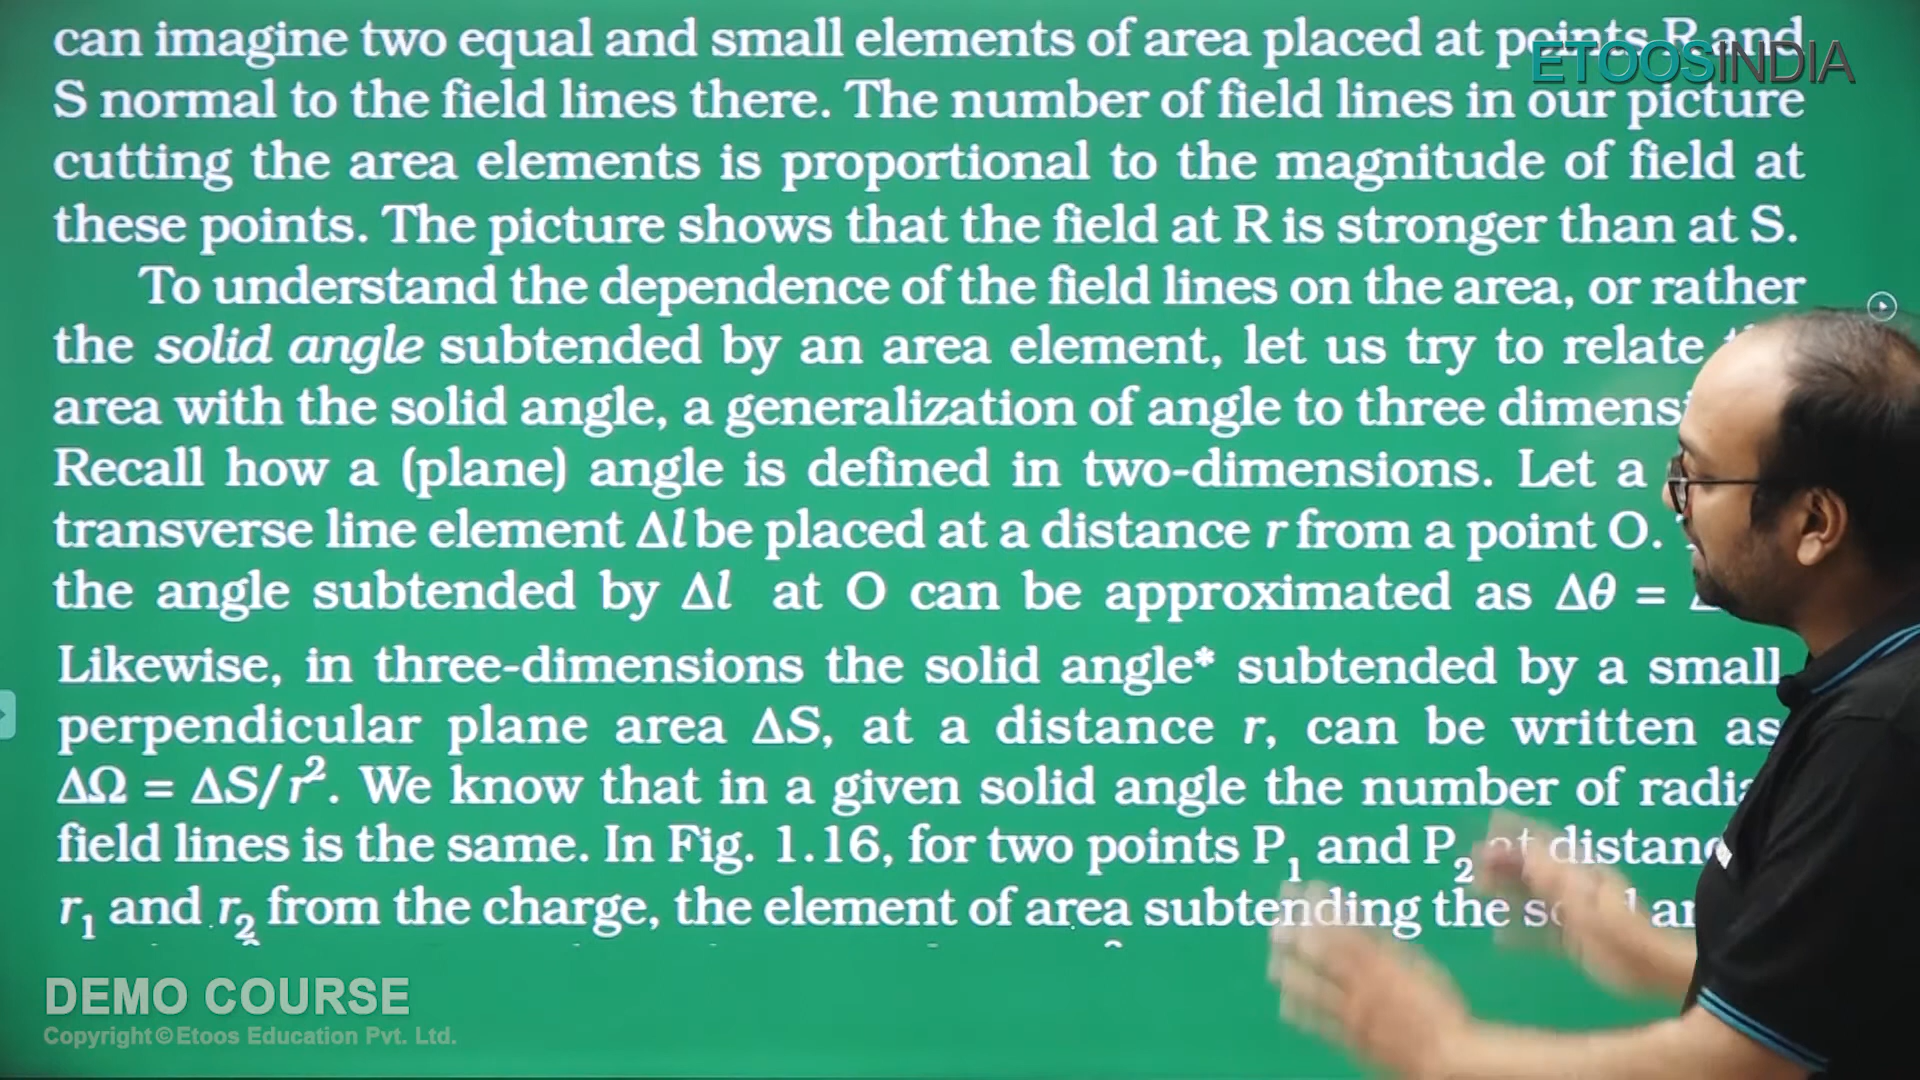 can imagine two equal and small elements of area placed at points R and
ETOOSINDIA
S normal to the field lines there. The number of field lines in our picture
cutting the area elements is proportional to the magnitude of field at
these points. The picture shows that the field at R is stronger than at S.
To understand the dependence of the field lines on the area, or rather
the solid angle subtended by an area element, let us try to relate
area with the solid angle, a generalization of angle to three
Recall how a (plane) angle is defined in two-dimensions. Let a
transverse line element Δl be placed at a distance r from a point O.
the angle subtended by Δl at O can be approximated as Δθ =
Likewise, in three-dimensions the solid angle* subtended by a small
perpendicular plane area ΔS, at a distance r, can be written as
ΔΩ = ΔS/r². We know that in a given solid angle the number of
field lines is the same. In Fig. 1.16, for two points P₁ and P₂ at
r₁ and r₂ from the charge, the element of area subtending the
DEMO COURSE
Copyright © Etoos Education Pvt. Ltd.